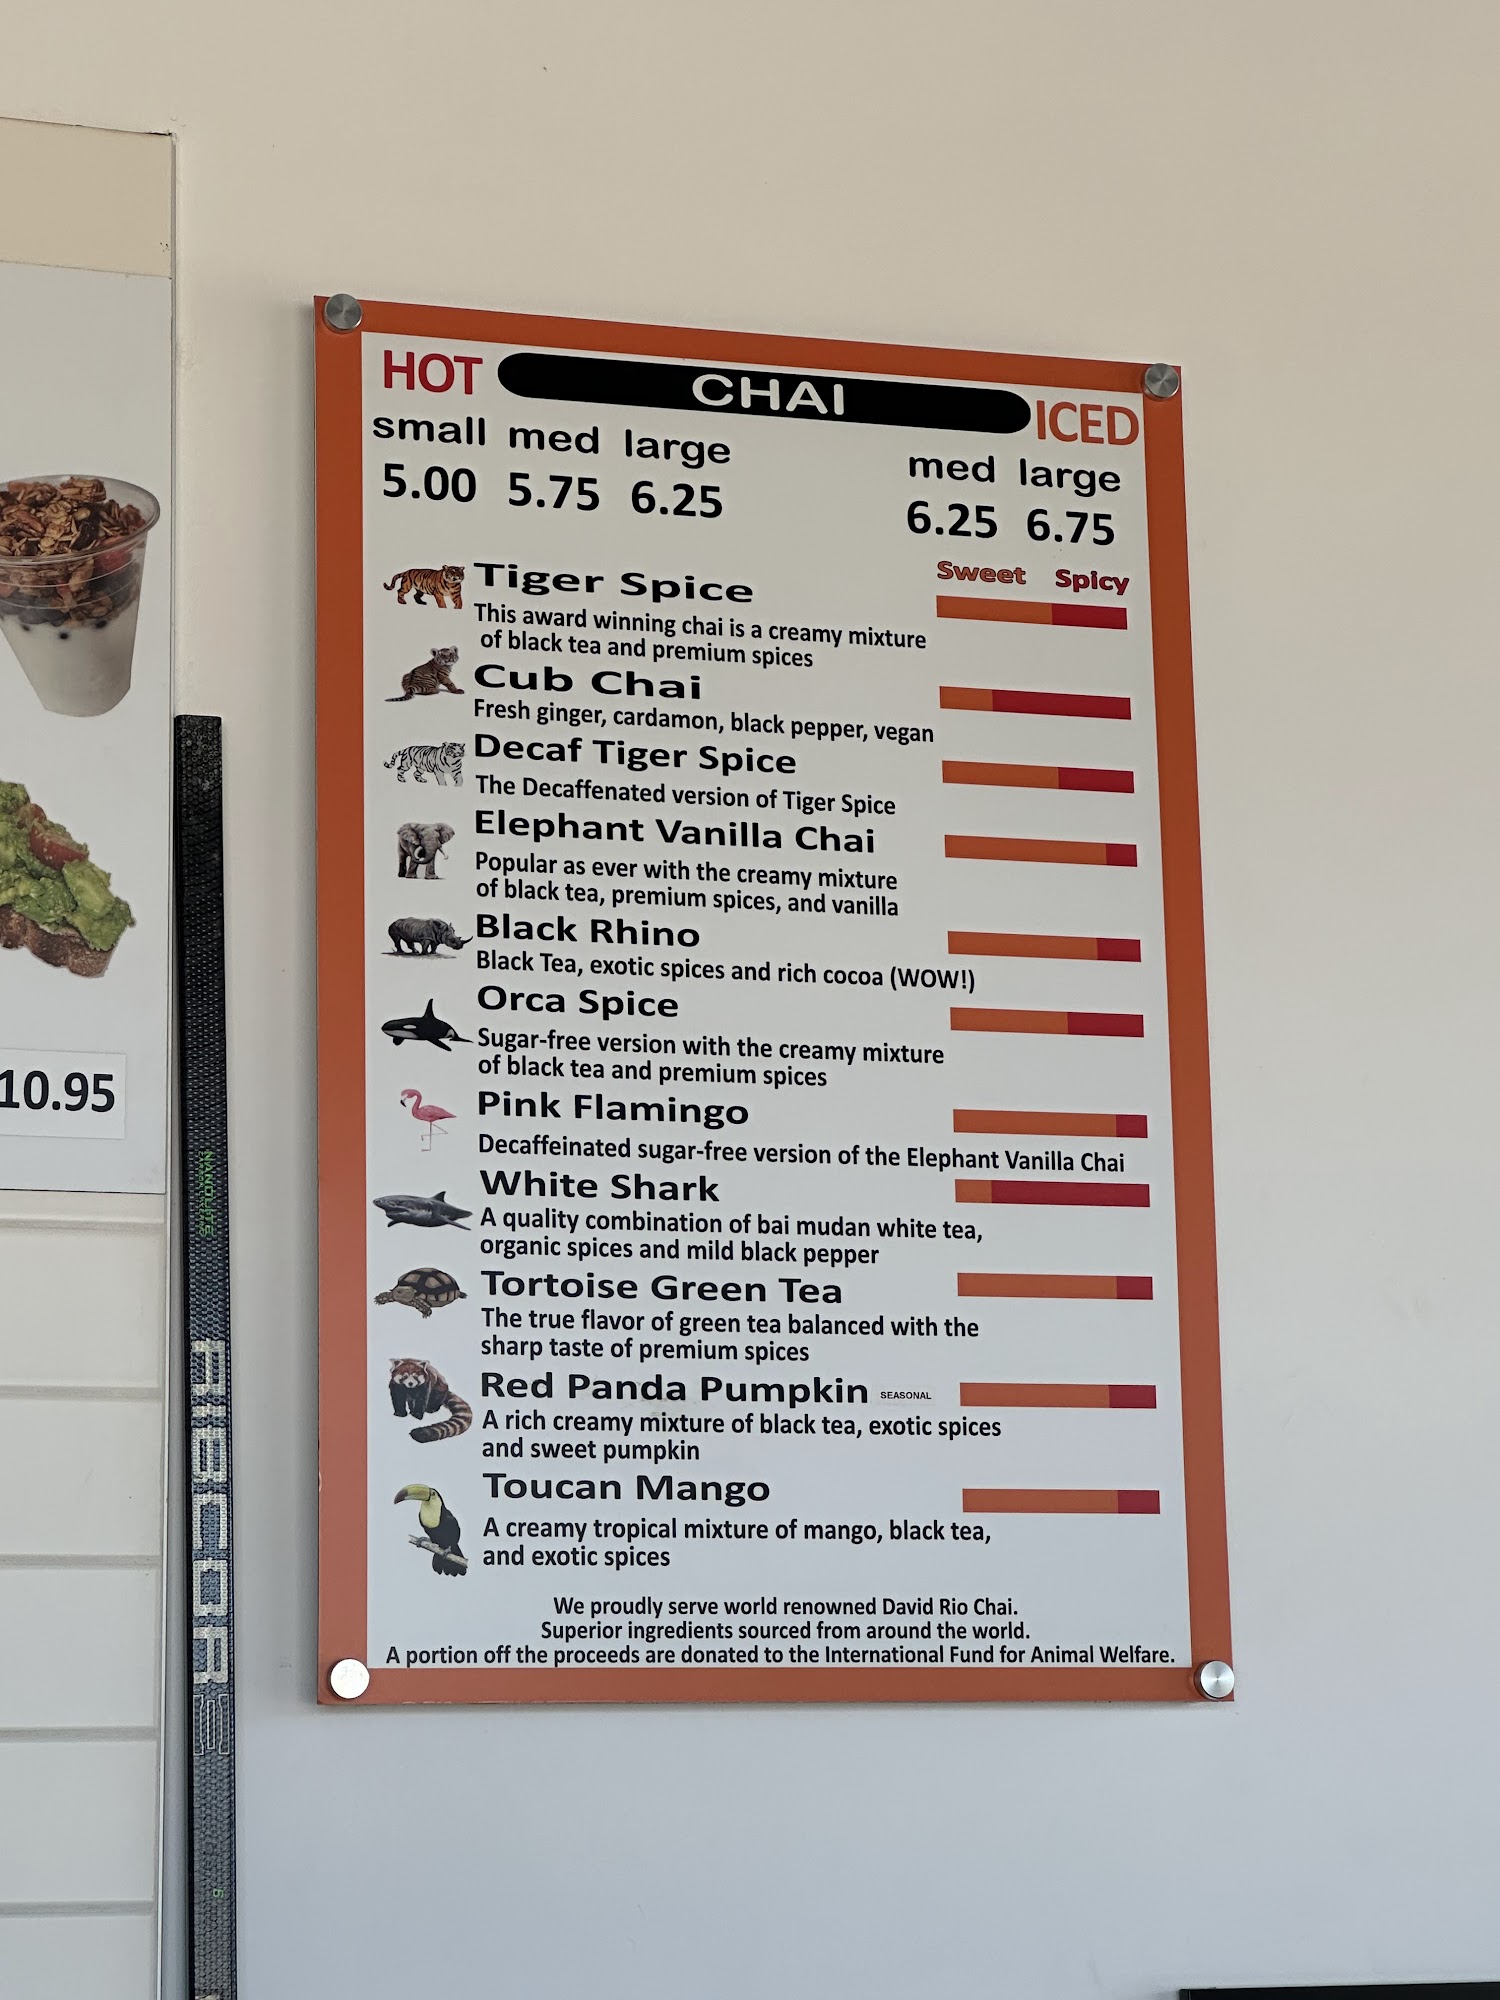 HOT CHAI ICED
small med large
med large
5.00 5.75 6.25
6.25 6.75
Sweet Spicy
Tiger Spice
This award winning chai is a creamy mixture
of black tea and premium spices
Cub Chai
Fresh ginger, cardamon, black pepper, vegan
Decaf Tiger Spice
The Decaffenated version of Tiger Spice
Elephant Vanilla Chai
Popular as ever with the creamy mixture
of black tea, premium spices, and vanilla
Black Rhino
Black Tea, exotic spices and rich cocoa (WOW!)
Orca Spice
Sugar-free version with the creamy mixture
of black tea and premium spices
Pink Flamingo
Decaffeinated sugar-free version of the Elephant Vanilla Chai
White Shark
A quality combination of bai mudan white tea,
organic spices and mild black pepper
Tortoise Green Tea
The true flavor of green tea balanced with the
sharp taste of premium spices
Red Panda Pumpkin SEASONAL
A rich creamy mixture of black tea, exotic spices
and sweet pumpkin
Toucan Mango
A creamy tropical mixture of mango, black tea,
and exotic spices
We proudly serve world renowned David Rio Chai.
Superior ingredients sourced from around the world.
A portion off the proceeds are donated to the International Fund for Animal Welfare.
10.95